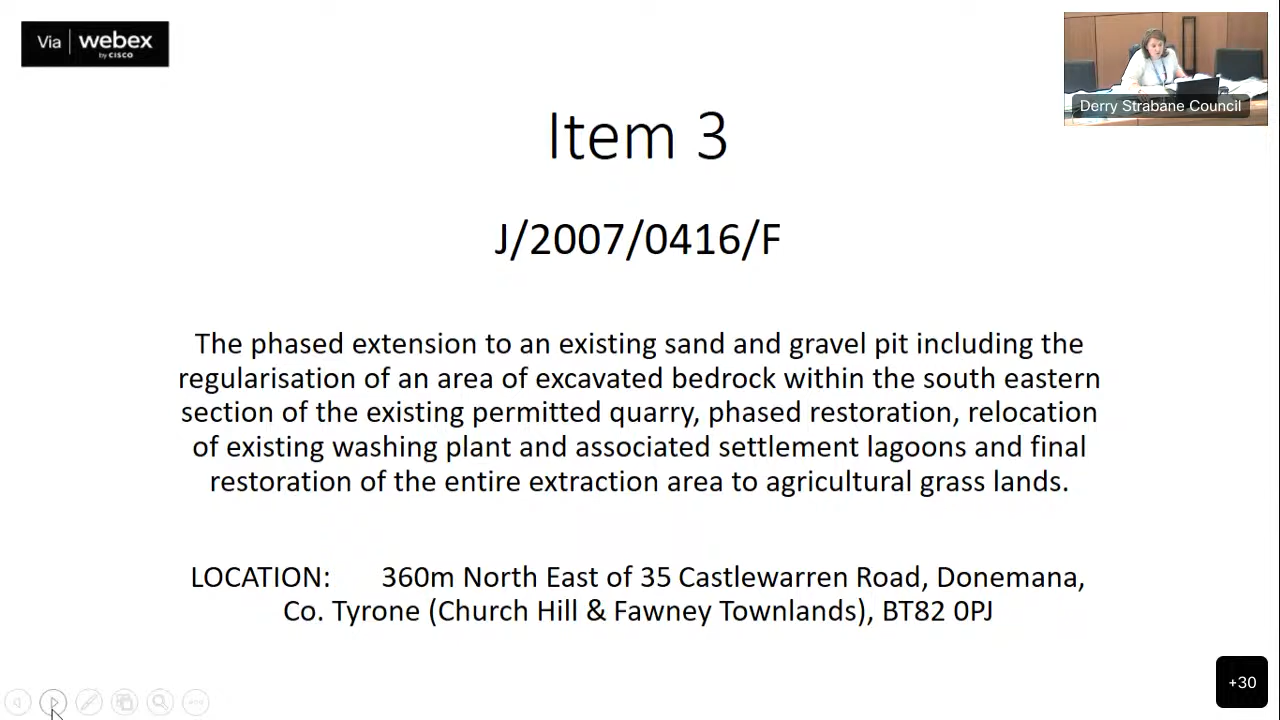 Via webex
by CISCO
Derry Strabane Council
Item 3
J/2007/0416/F
The phased extension to an existing sand and gravel pit including the
regularisation of an area of excavated bedrock within the south eastern
section of the existing permitted quarry, phased restoration, relocation
of existing washing plant and associated settlement lagoons and final
restoration of the entire extraction area to agricultural grass lands.
LOCATION: 360m North East of 35 Castlewarren Road, Donemana,
Co. Tyrone (Church Hill & Fawney Townlands), BT82 0PJ
+30